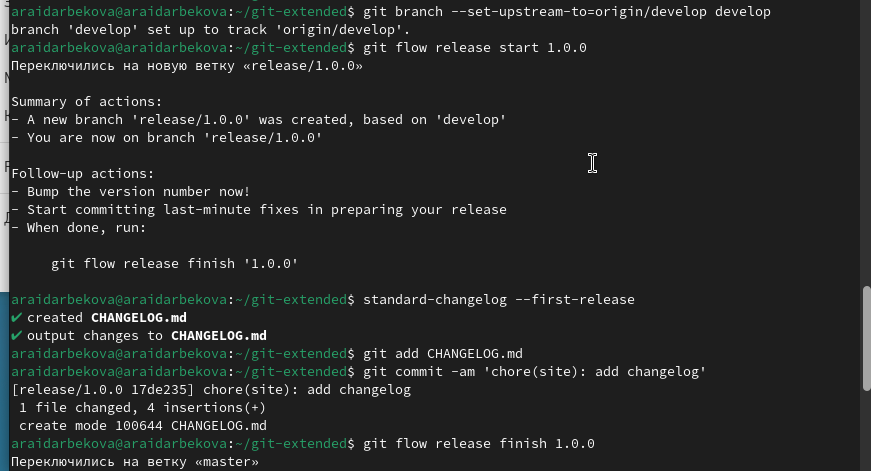 araidarbekova@araidarbekova:~/git-extended$ git branch --set-upstream-to=origin/develop develop
branch 'develop' set up to track 'origin/develop'.
araidarbekova@araidarbekova:~/git-extended$ git flow release start 1.0.0
Переключились на новую ветку «release/1.0.0»
Summary of actions:
- A new branch 'release/1.0.0' was created, based on 'develop'
- You are now on branch 'release/1.0.0'
Follow-up actions:
- Bump the version number now!
- Start committing last-minute fixes in preparing your release
- When done, run:
git flow release finish '1.0.0'
araidarbekova@araidarbekova:~/git-extended$ standard-changelog --first-release
✔ created CHANGELOG.md
✔ output changes to CHANGELOG.md
araidarbekova@araidarbekova:~/git-extended$ git add CHANGELOG.md
araidarbekova@araidarbekova:~/git-extended$ git commit -am 'chore(site): add changelog'
[release/1.0.0 17de235] chore(site): add changelog
1 file changed, 4 insertions(+)
create mode 100644 CHANGELOG.md
araidarbekova@araidarbekova:~/git-extended$ git flow release finish 1.0.0
Переключились на ветку «master»